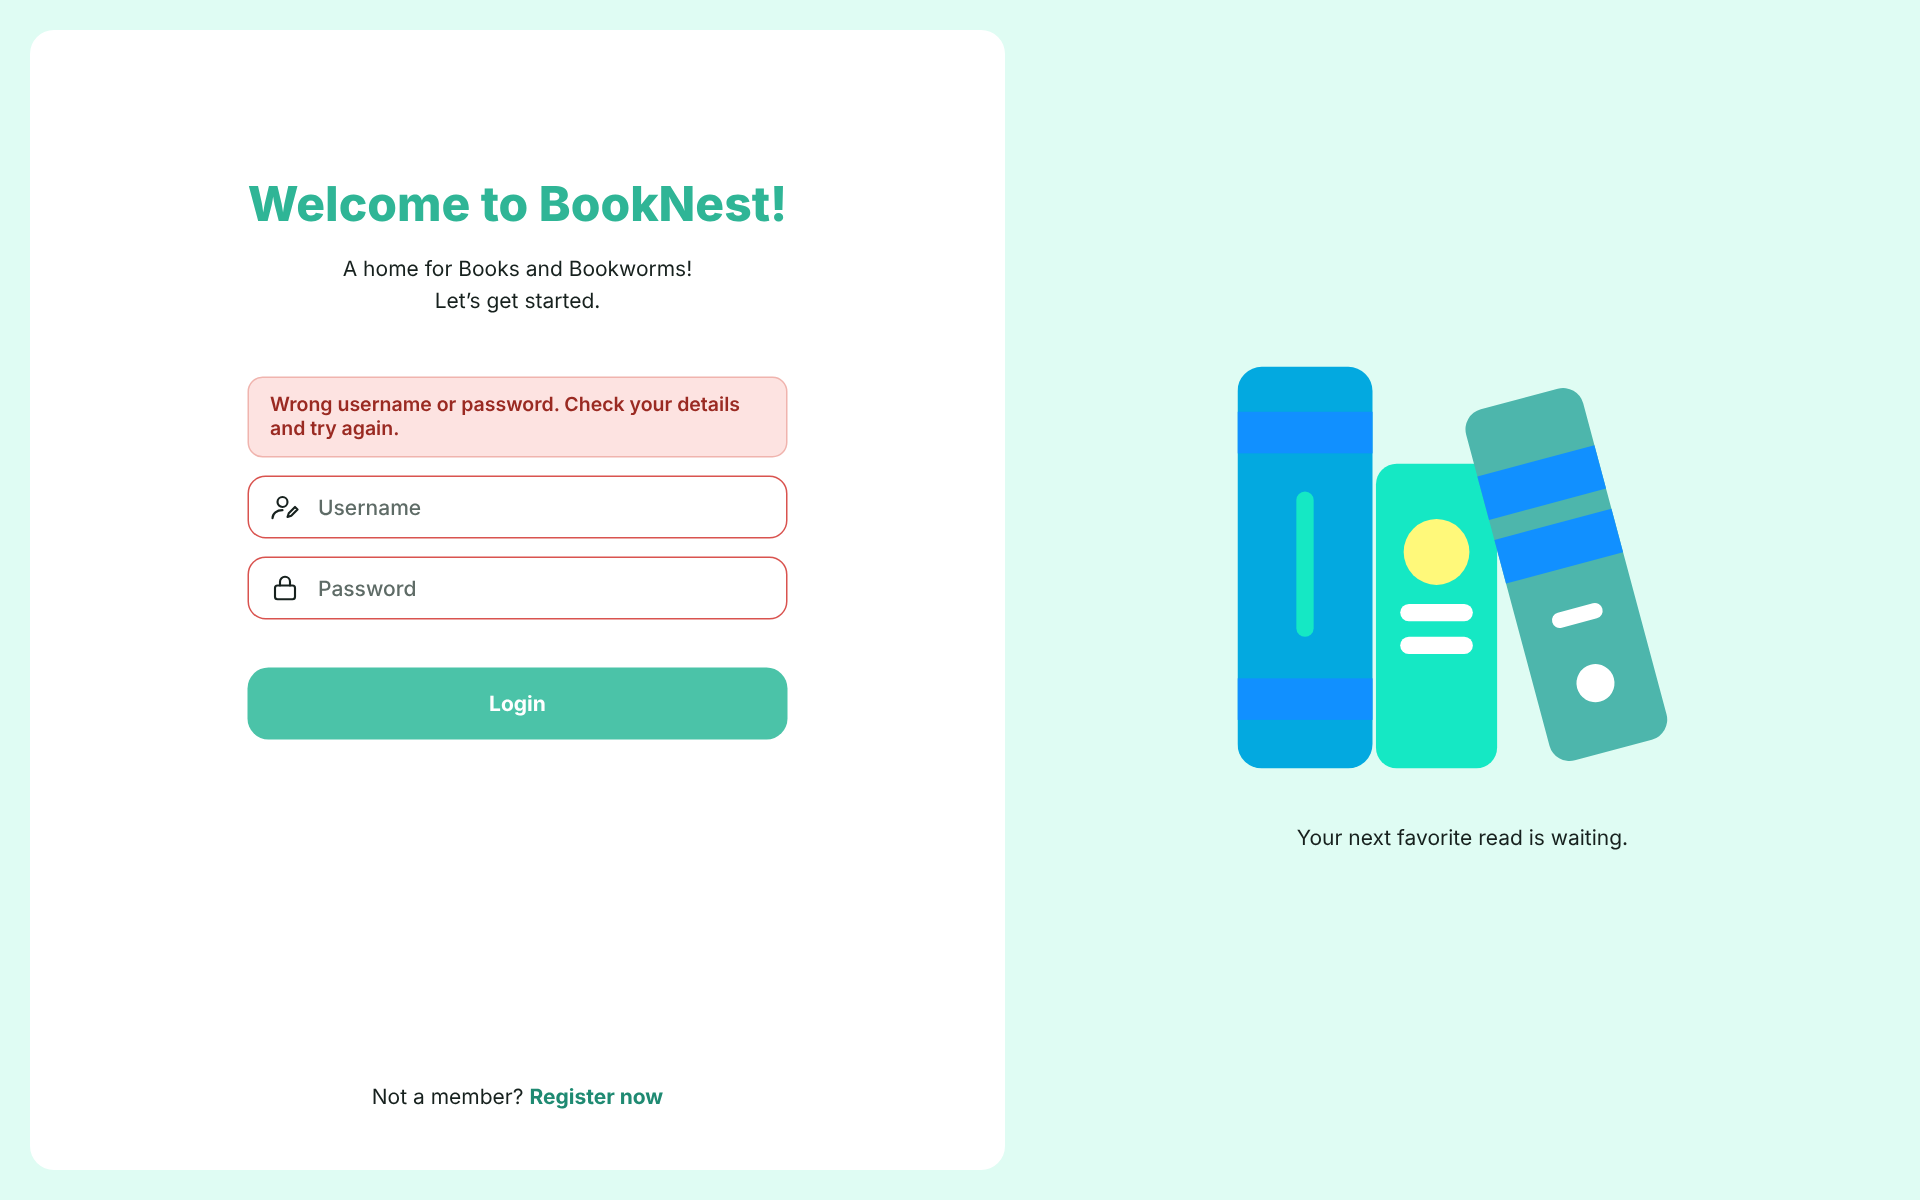 Welcome to BookNest!
A home for Books and Bookworms!
Let’s get started.
Wrong username or password. Check your details
and try again.
Username
Password
Login
Not a member? Register now
Your next favorite read is waiting.